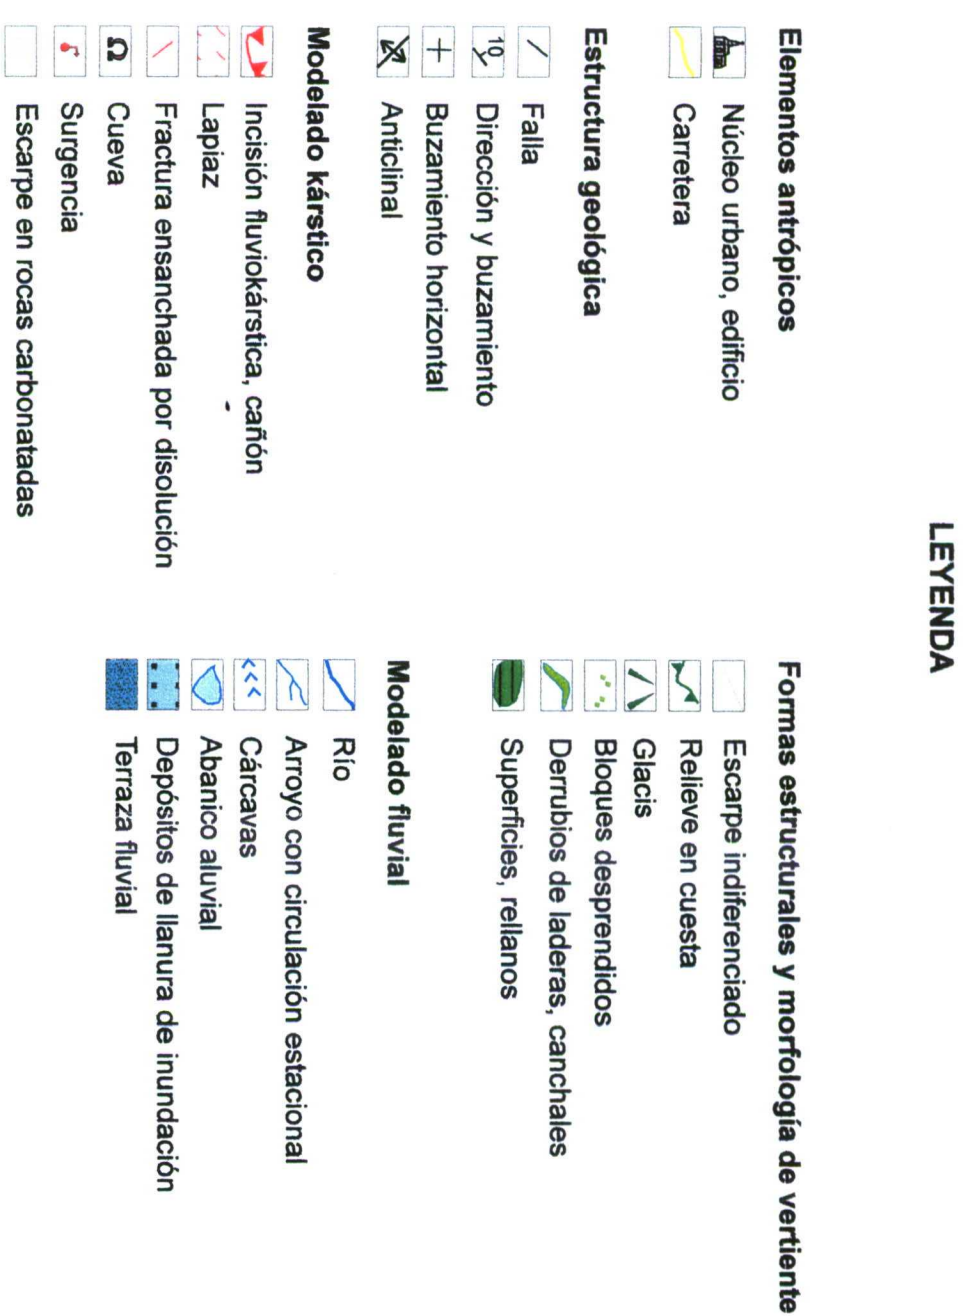 LEYENDA
Elementos antrópicos
Núcleo urbano, edificio
Carretera
Estructura geológica
Falla
10 Dirección y buzamiento
Buzamiento horizontal
Anticlinal
Modelado kárstico
Incisión fluviokárstica, cañón
Lapiaz
Fractura ensanchada por disolución
Ω Cueva
Surgencia
Escarpe en rocas carbonatadas
Formas estructurales y morfología de vertiente
Escarpe indiferenciado
Relieve en cuesta
Glacis
Bloques desprendidos
Derrubios de laderas, canchales
Superficies, rellanos
Modelado fluvial
Río
Arroyo con circulación estacional
Cárcavas
Abanico aluvial
Depósitos de llanura de inundación
Terraza fluvial